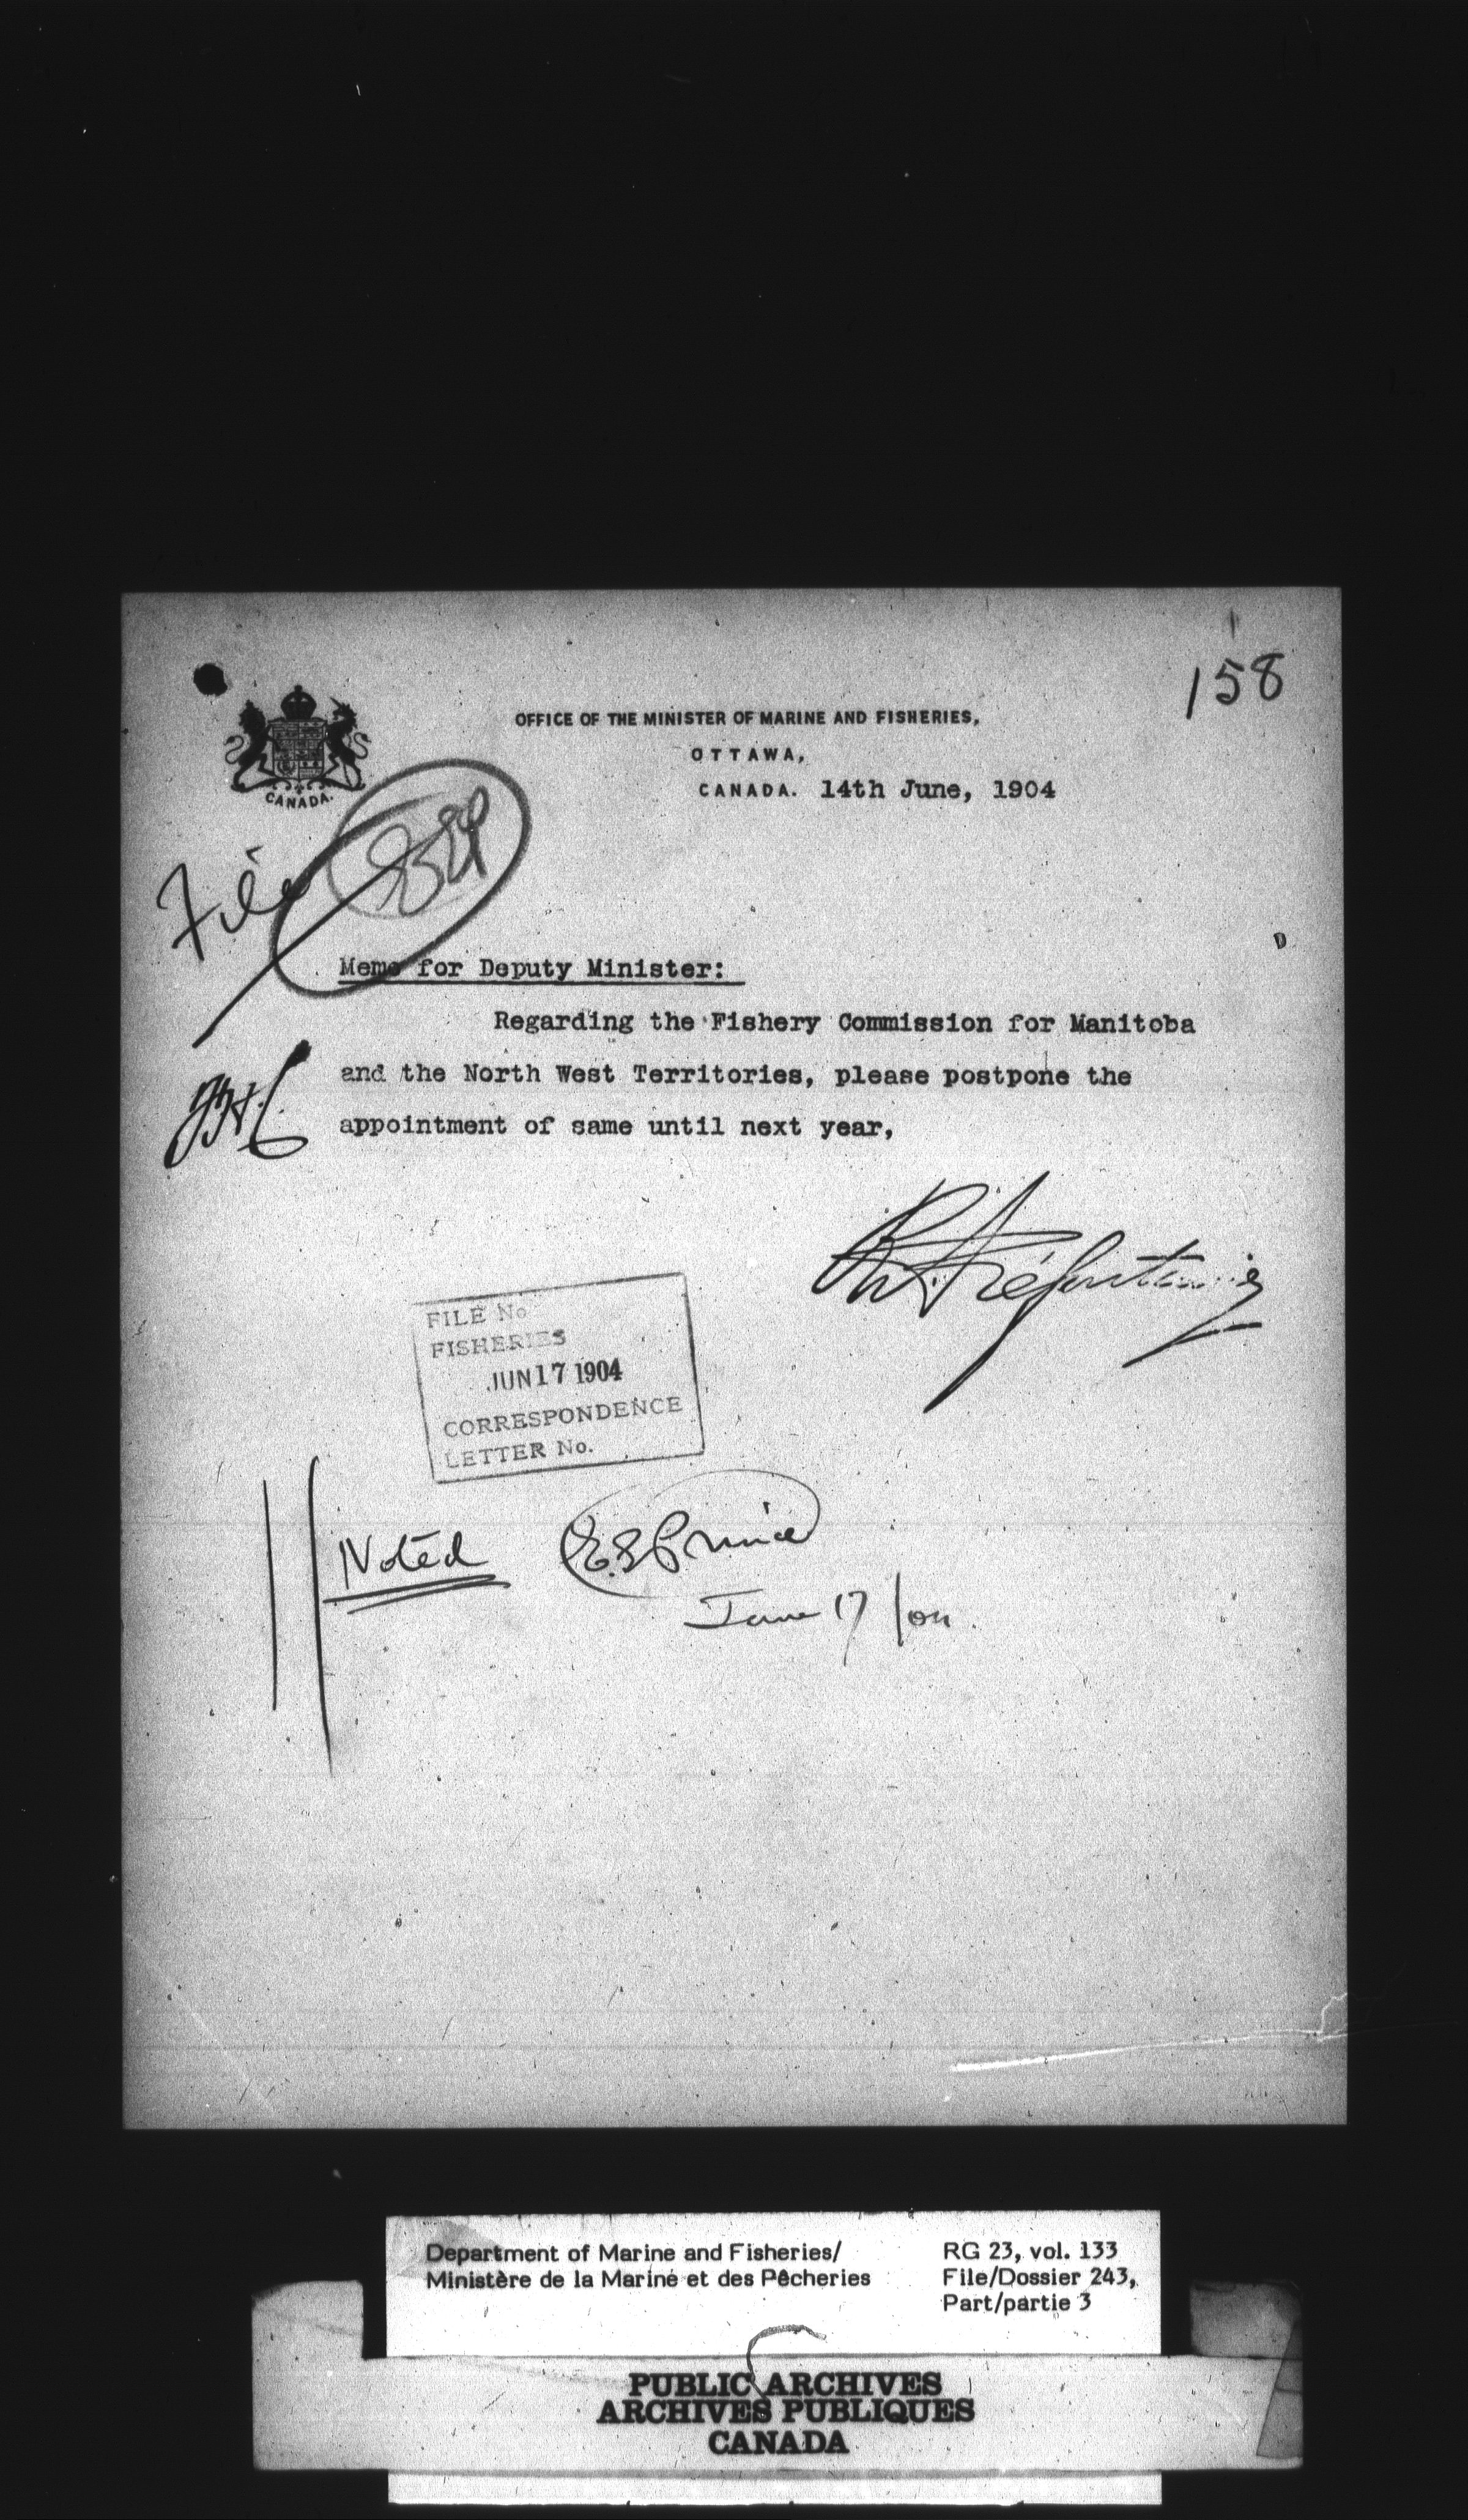 158
OFFICE OF THE MINISTER OF MARINE AND FISHERIES,
OTTAWA,
CANADA. 14th June, 1904
CANADA.
File
Memo for Deputy Minister:
Regarding the Fishery Commission for Manitoba
and the North West Territories, please postpone the
appointment of same until next year,
FILE No
FISHERIES
JUN 17 1904
CORRESPONDENCE
LETTER No.
Noted E.E. Prince
June 17/04.
Department of Marine and Fisheries/
Ministère de la Marine et des Pêcheries
RG 23, vol. 133
File/Dossier 243,
Part/partie 3
PUBLIC ARCHIVES
ARCHIVES PUBLIQUES
CANADA